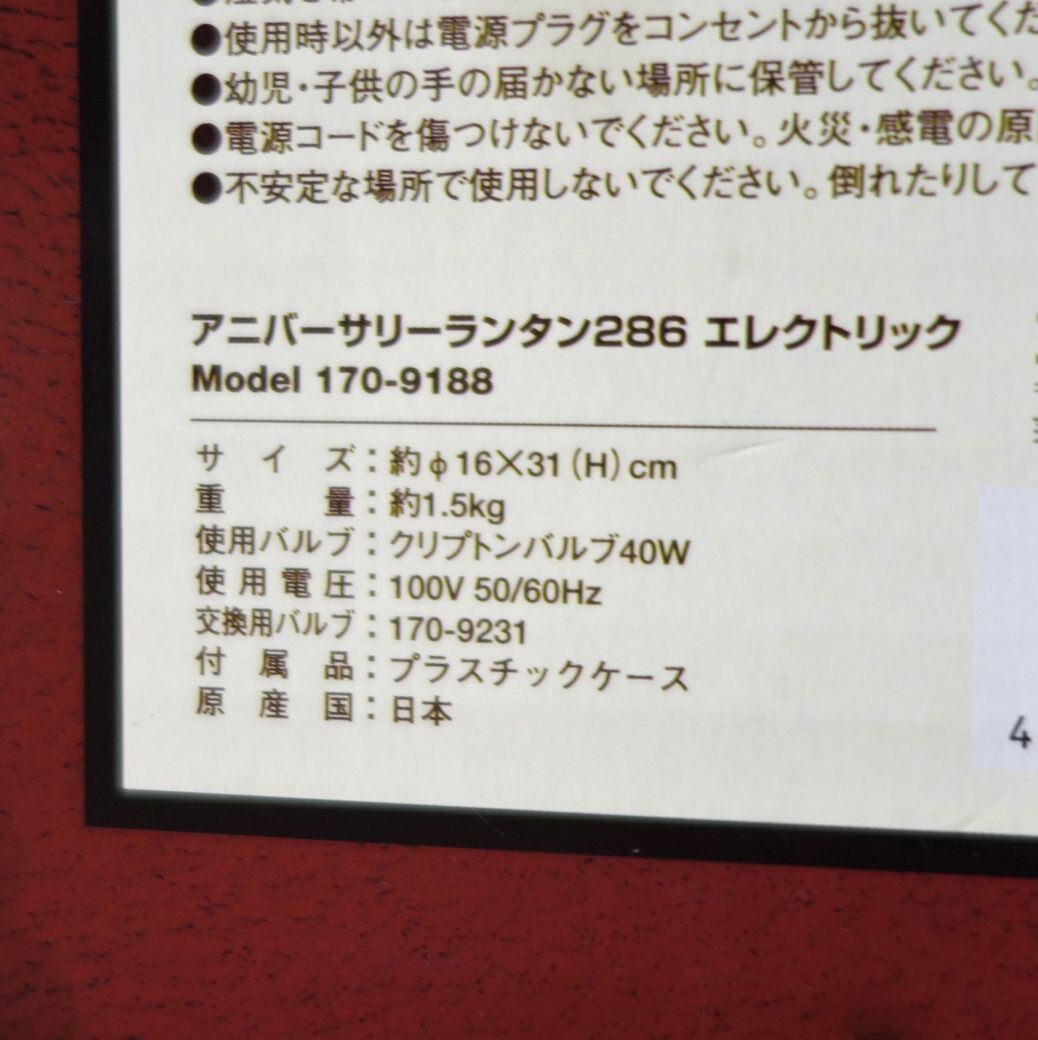 ●使用時以外は電源プラグをコンセントから抜いてくだ
●幼児・子供の手の届かない場所に保管してください。
●電源コードを傷つけないでください。火災・感電の原
●不安定な場所で使用しないでください。倒れたりして
アニバーサリーランタン286 エレクトリック
Model 170-9188
サイズ：約φ16×31(H)cm
重量：約1.5kg
使用バルブ：クリプトンバルブ40W
使用電圧：100V 50/60Hz
交換用バルブ：170-9231
付属品：プラスチックケース
原産国：日本
4